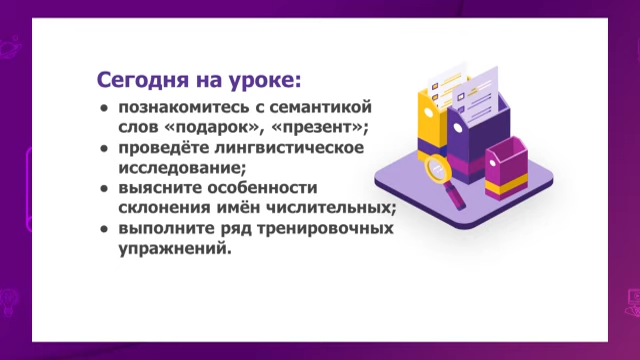 Сегодня на уроке:
● познакомитесь с семантикой
слов «подарок», «презент»;
● проведёте лингвистическое
исследование;
● выясните особенности
склонения имён числительных;
● выполните ряд тренировочных
упражнений.